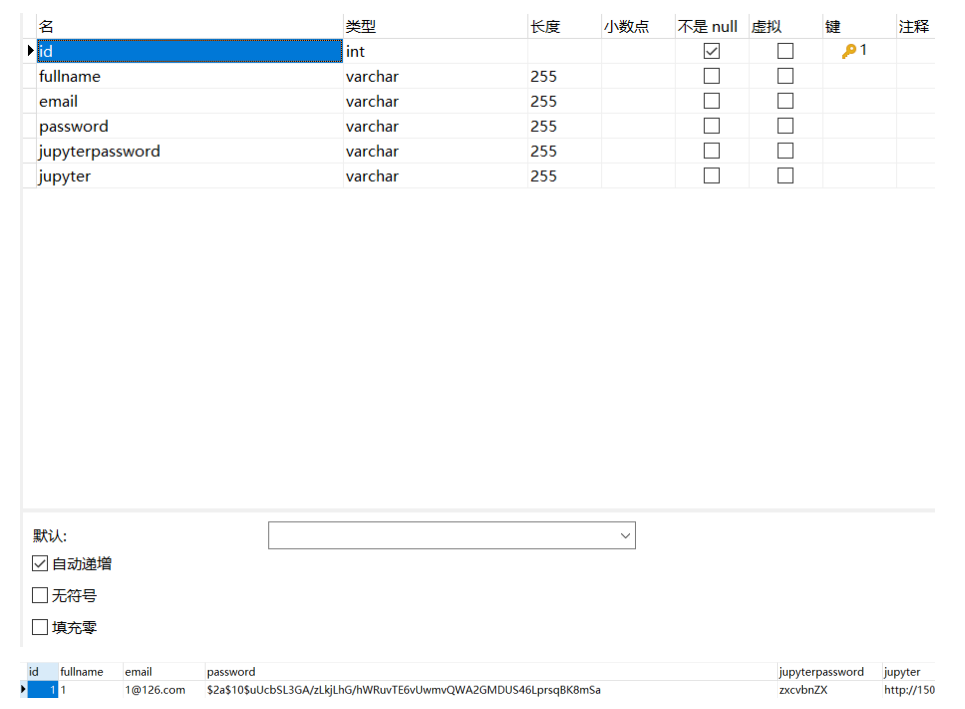 名 类型 长度 小数点 不是 null 虚拟 键 注释
id int 1
fullname varchar 255
email varchar 255
password varchar 255
jupyterpassword varchar 255
jupyter varchar 255
默认:
自动递增
无符号
填充零
id fullname email password jupyterpassword jupyter
1 1 1@126.com $2a$10$uUcbSL3GA/zLkjLhG/hWRuvTE6vUwmvQWA2GMDUS46LprsqBK8mSa zxcvbnZX http://150